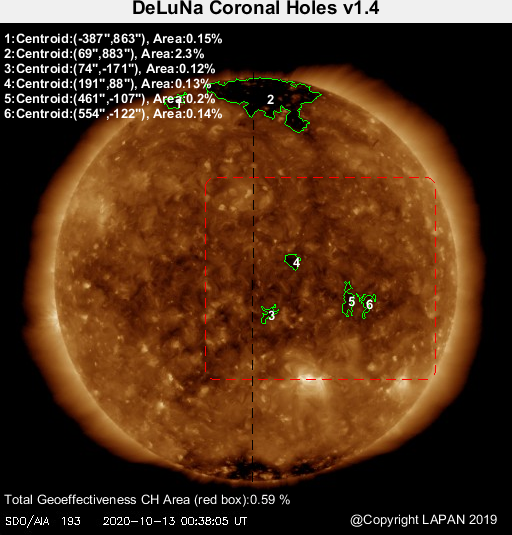 DeLuNa Coronal Holes v1.4
1:Centroid:(-387",863"), Area:0.15%
2:Centroid:(69",883"), Area:2.3%
3:Centroid:(74",-171"), Area:0.12%
4:Centroid:(191",88"), Area:0.13%
5:Centroid:(461",-107"), Area:0.2%
6:Centroid:(554",-122"), Area:0.14%
1
2
4
5
6
3
Total Geoeffectiveness CH Area (red box):0.59 %
SDO/AIA 193 2020-10-13 00:38:05 UT
@Copyright LAPAN 2019